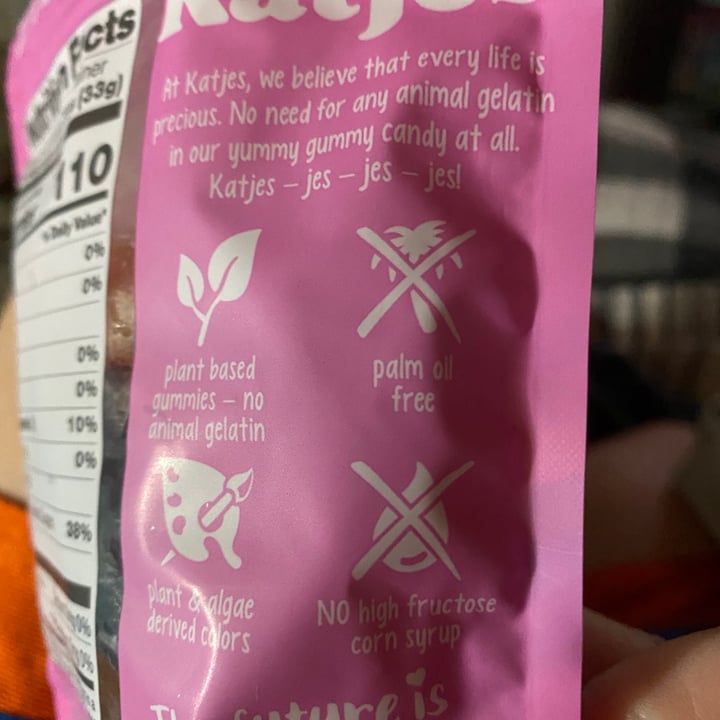 Katjes
At Katjes, we believe that every life is
precious. No need for any animal gelatin
in our yummy gummy candy at all.
Katjes – jes – jes – jes!
plant based
gummies – no
animal gelatin
palm oil
free
plant & algae
derived colors
NO high fructose
corn syrup
The future is
(33g)
110
% Daily Value*
0%
0%
0%
0%
10%
0%
38%
0%